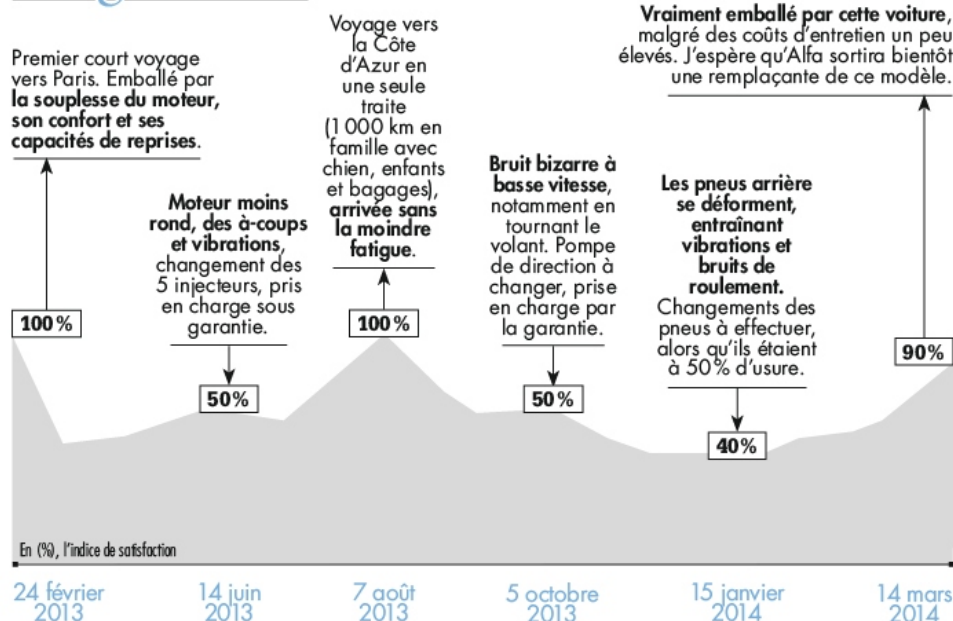 Premier court voyage
vers Paris. Emballé par
la souplesse du moteur,
son confort et ses
capacités de reprises.
100 %
Moteur moins
rond, des à-coups
et vibrations,
changement des
5 injecteurs, pris
en charge sous
garantie.
50 %
Voyage vers
la Côte
d’Azur en
une seule
traite
(1 000 km en
famille avec
chien, enfants
et bagages),
arrivée sans
la moindre
fatigue.
100 %
Bruit bizarre à
basse vitesse,
notamment en
tournant le
volant. Pompe
de direction à
changer, prise
en charge par
la garantie.
50 %
Les pneus arrière
se déforment,
entraînant
vibrations et
bruits de
roulement.
Changements des
pneus à effectuer,
alors qu’ils étaient
à 50 % d’usure.
40 %
Vraiment emballé par cette voiture,
malgré des coûts d’entretien un peu
élevés. J’espère qu’Alfa sortira bientôt
une remplaçante de ce modèle.
90 %
En (%), l’indice de satisfaction
24 février
2013
14 juin
2013
7 août
2013
5 octobre
2013
15 janvier
2014
14 mars
2014